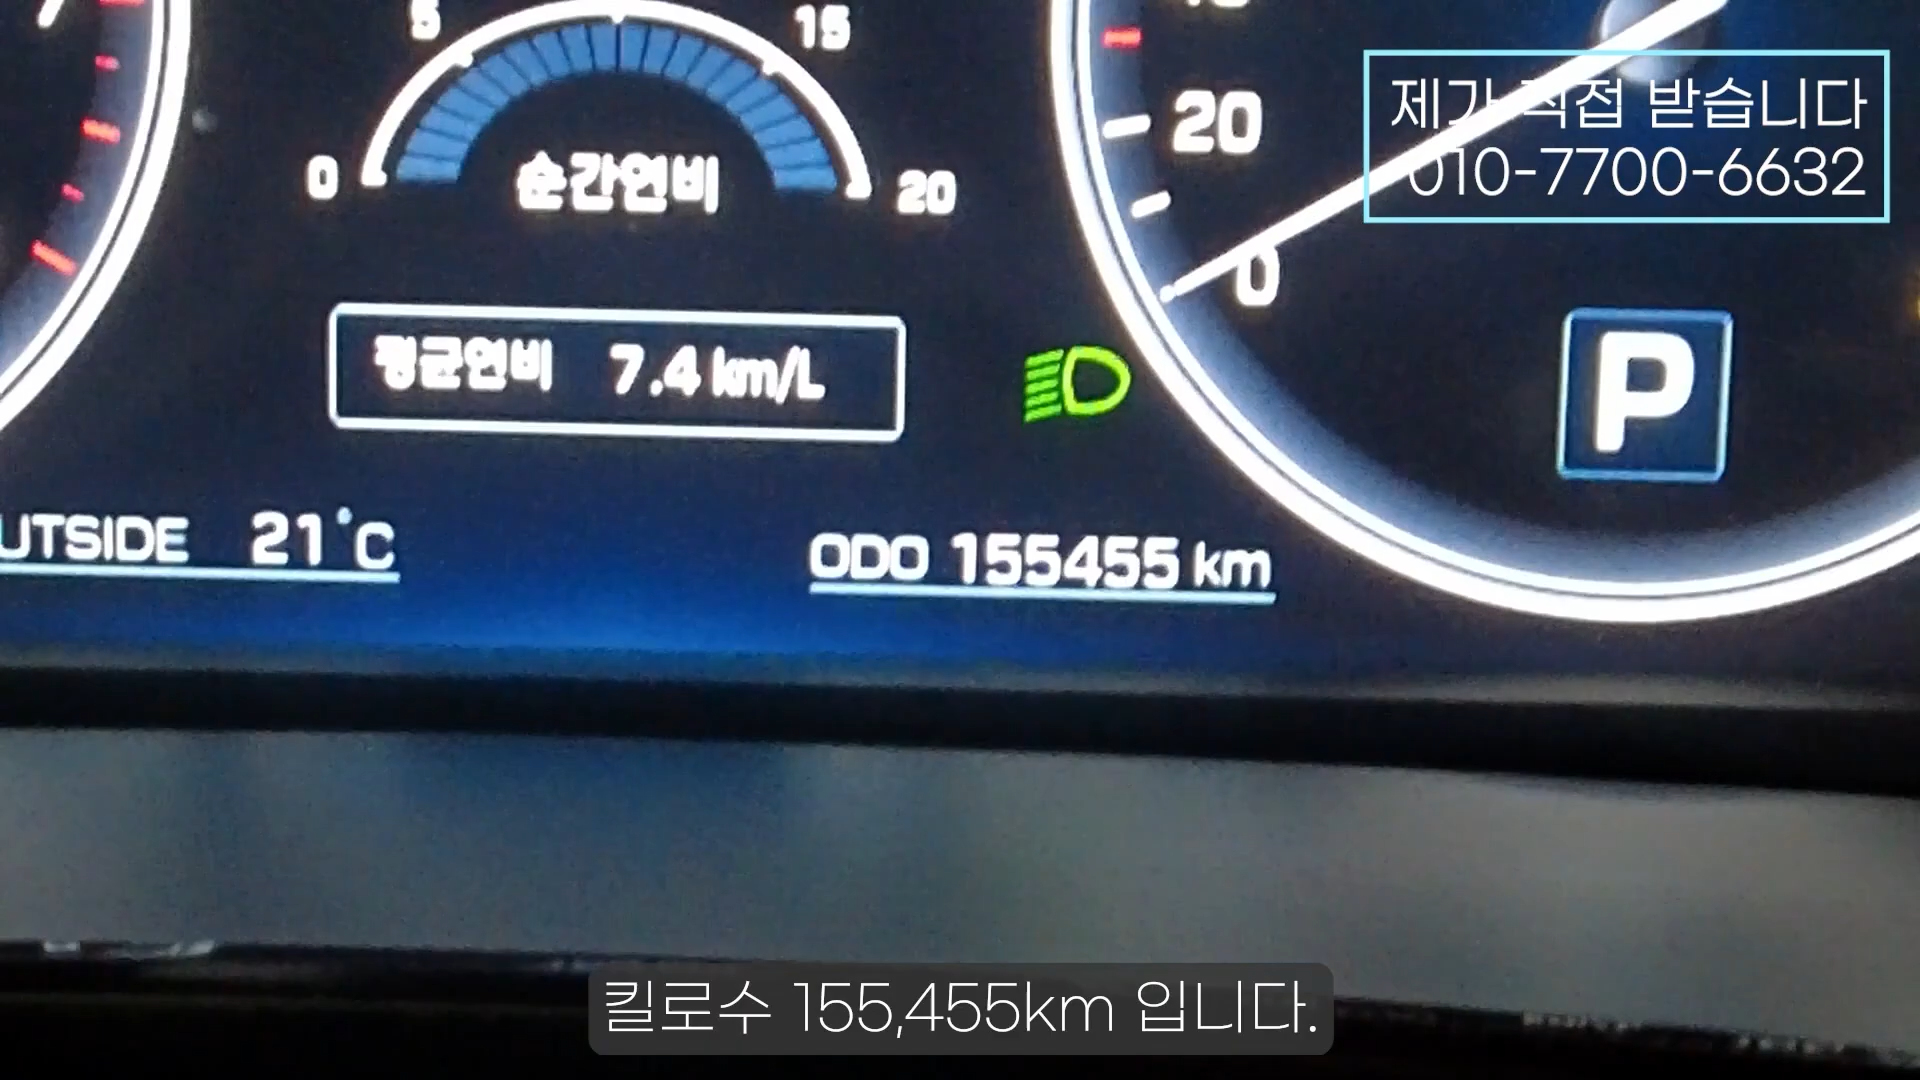 5
15
0
순간연비
20
20
0
제가 직접 받습니다
010-7700-6632
평균연비 7.4 km/L
P
UTSIDE 21°C
ODO 155455 km
킬로수 155,455km 입니다.